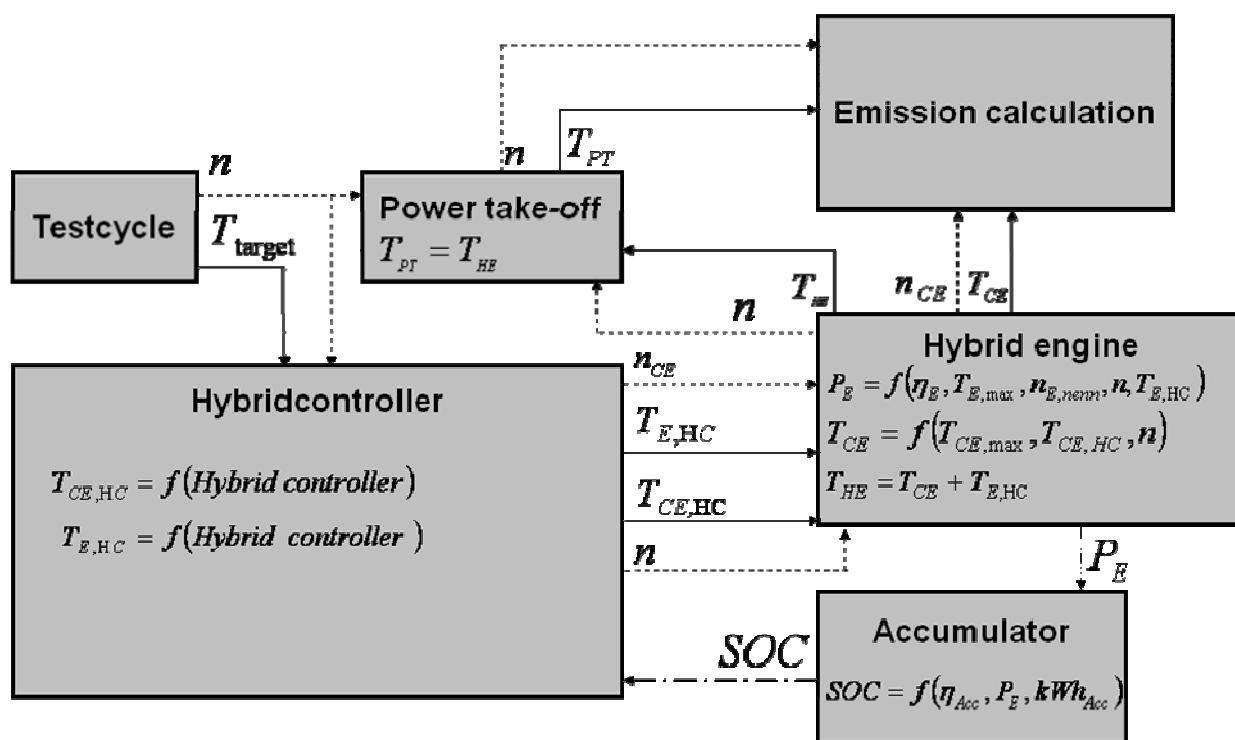 Emission calculation
n
T_PT
n
Testcycle
T_target
Power take-off
T_PT = T_HE
n_CE
T_CE
n
Hybrid engine
P_E = f(η_E, T_E,max, n_E,nenn, n, T_E,HC)
T_CE = f(T_CE,max, T_CE,HC, n)
T_HE = T_CE + T_E,HC
n_CE
T_E,HC
T_CE,HC
n
Hybridcontroller
T_CE,HC = f(Hybrid controller)
T_E,HC = f(Hybrid controller)
P_E
SOC
Accumulator
SOC = f(η_Acc, P_E, kWh_Acc)